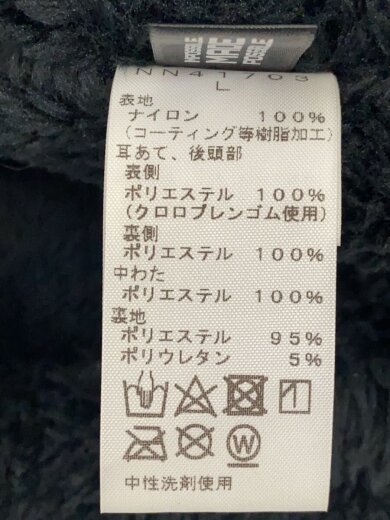 NN41703
L
表地
ナイロン 100%
(コーティング等樹脂加工)
耳あて、後頭部
表側
ポリエステル 100%
(クロロプレンゴム使用)
裏側
ポリエステル 100%
中わた
ポリエステル 100%
裏地
ポリエステル 95%
ポリウレタン 5%
W
中性洗剤使用